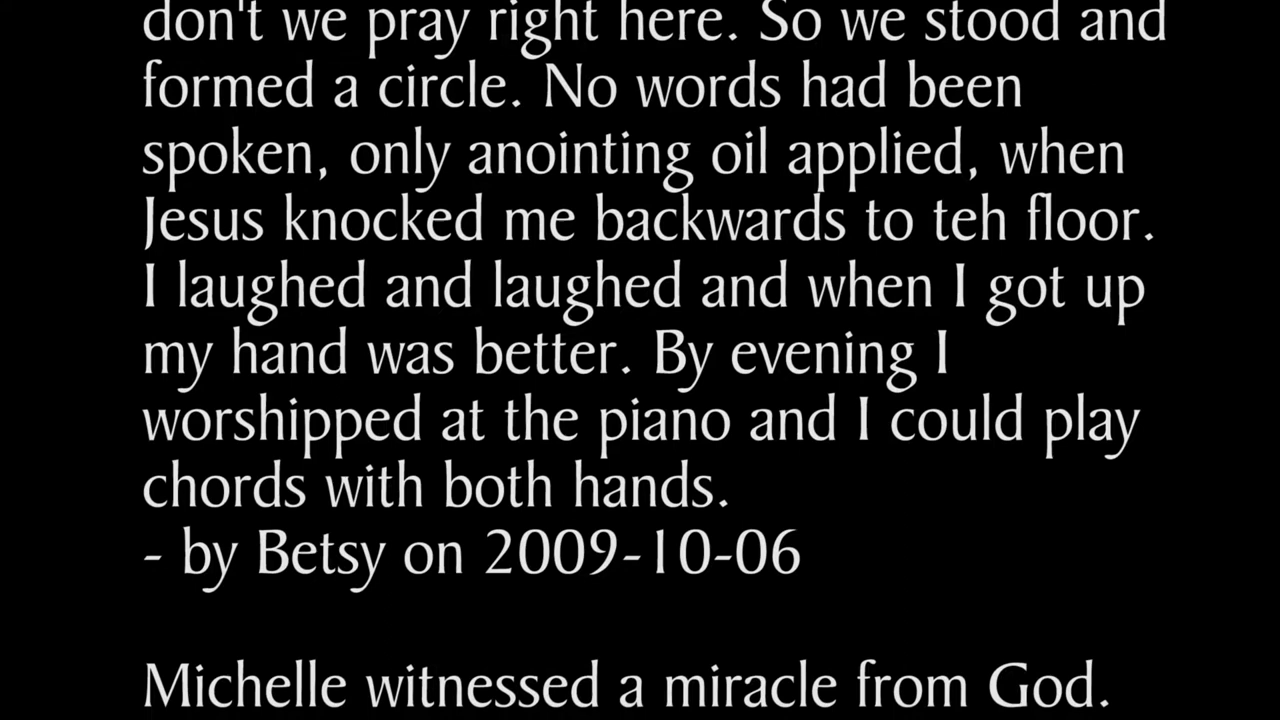 don't we pray right here. So we stood and
formed a circle. No words had been
spoken, only anointing oil applied, when
Jesus knocked me backwards to teh floor.
I laughed and laughed and when I got up
my hand was better. By evening I
worshipped at the piano and I could play
chords with both hands.
- by Betsy on 2009-10-06
Michelle witnessed a miracle from God.